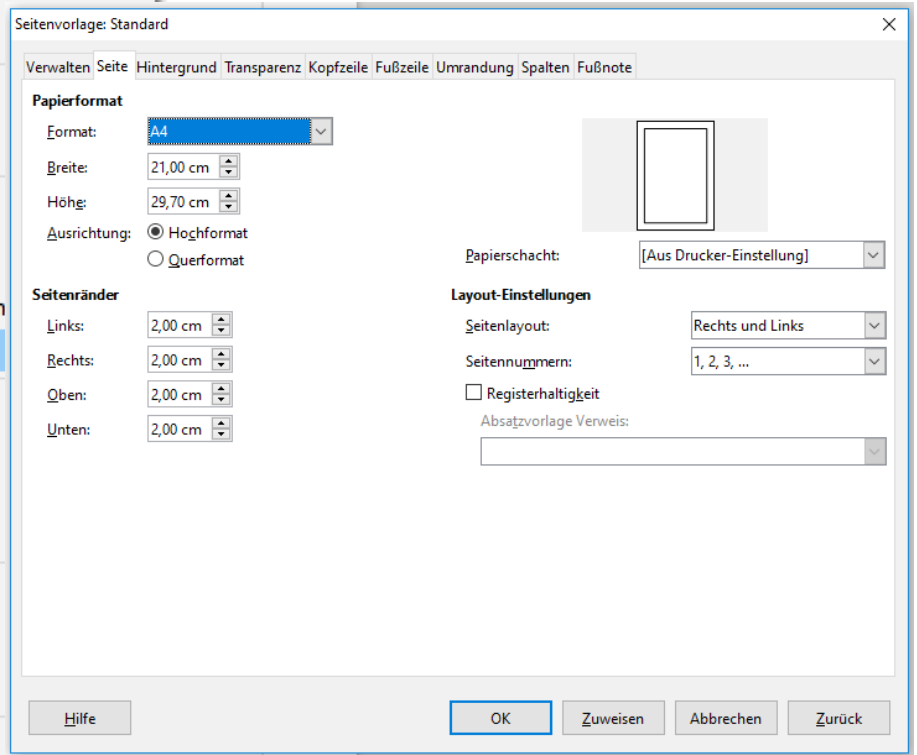 Seitenvorlage: Standard
Verwalten Seite Hintergrund Transparenz Kopfzeile Fußzeile Umrandung Spalten Fußnote
Papierformat
Format: A4
Breite: 21,00 cm
Höhe: 29,70 cm
Ausrichtung: Hochformat
Querformat
Papierschacht: [Aus Drucker-Einstellung]
Seitenränder
Links: 2,00 cm
Rechts: 2,00 cm
Oben: 2,00 cm
Unten: 2,00 cm
Layout-Einstellungen
Seitenlayout: Rechts und Links
Seitennummern: 1, 2, 3, ...
Registerhaltigkeit
Absatzvorlage Verweis:
Hilfe OK Zuweisen Abbrechen Zurück